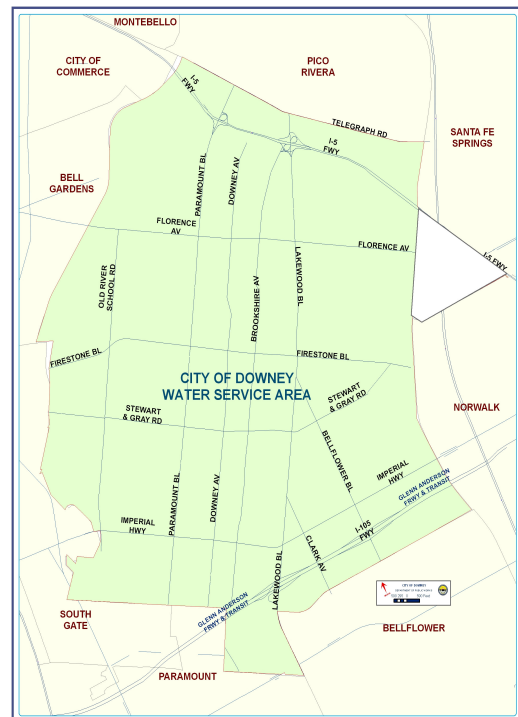 MONTEBELLO
CITY OF
COMMERCE
PICO
RIVERA
I-5
FWY
TELEGRAPH RD
I-5
FWY
SANTA FE
SPRINGS
BELL
GARDENS
PARAMOUNT BL
DOWNEY AV
FLORENCE
AV
FLORENCE AV
I-5 FWY
OLD RIVER
SCHOOL RD
BROOKSHIRE AV
LAKEWOOD BL
FIRESTONE BL
FIRESTONE BL
CITY OF DOWNEY
WATER SERVICE AREA
STEWART
& GRAY RD
STEWART
& GRAY RD
NORWALK
BELLFLOWER BL
IMPERIAL
HWY
GLENN ANDERSON
FRWY & TRANSIT
PARAMOUNT BL
DOWNEY AV
IMPERIAL
HWY
I-105
FWY
CLARK AV
LAKEWOOD BL
GLENN ANDERSON
FRWY & TRANSIT
CITY OF DOWNEY
SOUTH
GATE
BELLFLOWER
PARAMOUNT